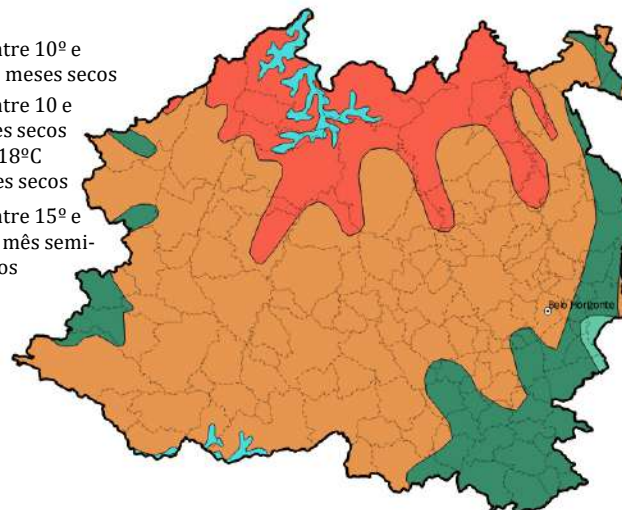 ntre 10º e
meses secos
ntre 10 e
es secos
18ºC
es secos
ntre 15º e
mês semi-
os
Belo Horizonte